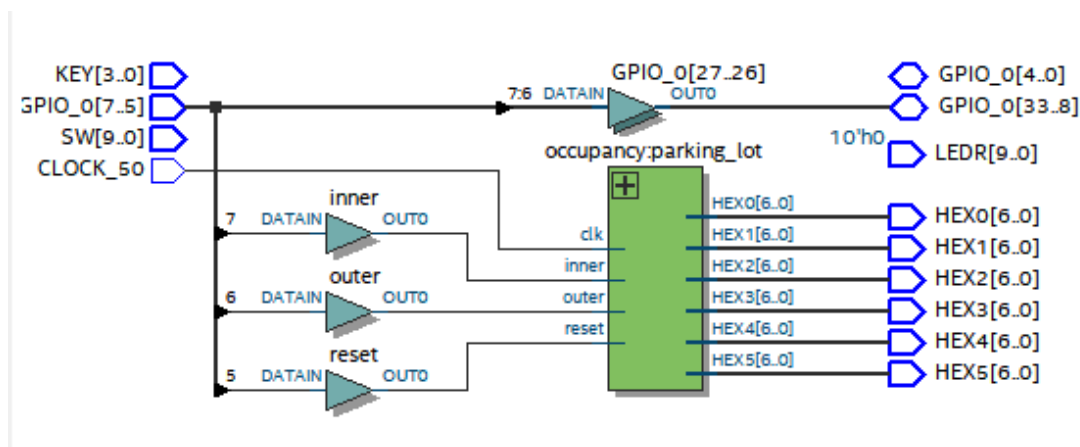 KEY[3..0]
GPIO_0[27..26]
GPIO_0[4..0]
GPIO_0[7..5]
7:6 DATAIN OUT0
GPIO_0[33..8]
SW[9..0]
10'h0
CLOCK_50
occupancy:parking_lot
LEDR[9..0]
inner
HEX0[6..0]
HEX0[6..0]
7 DATAIN OUT0
clk
HEX1[6..0]
HEX1[6..0]
inner
HEX2[6..0]
HEX2[6..0]
outer
6 DATAIN OUT0
outer
HEX3[6..0]
HEX3[6..0]
reset
HEX4[6..0]
HEX4[6..0]
reset
5 DATAIN OUT0
HEX5[6..0]
HEX5[6..0]